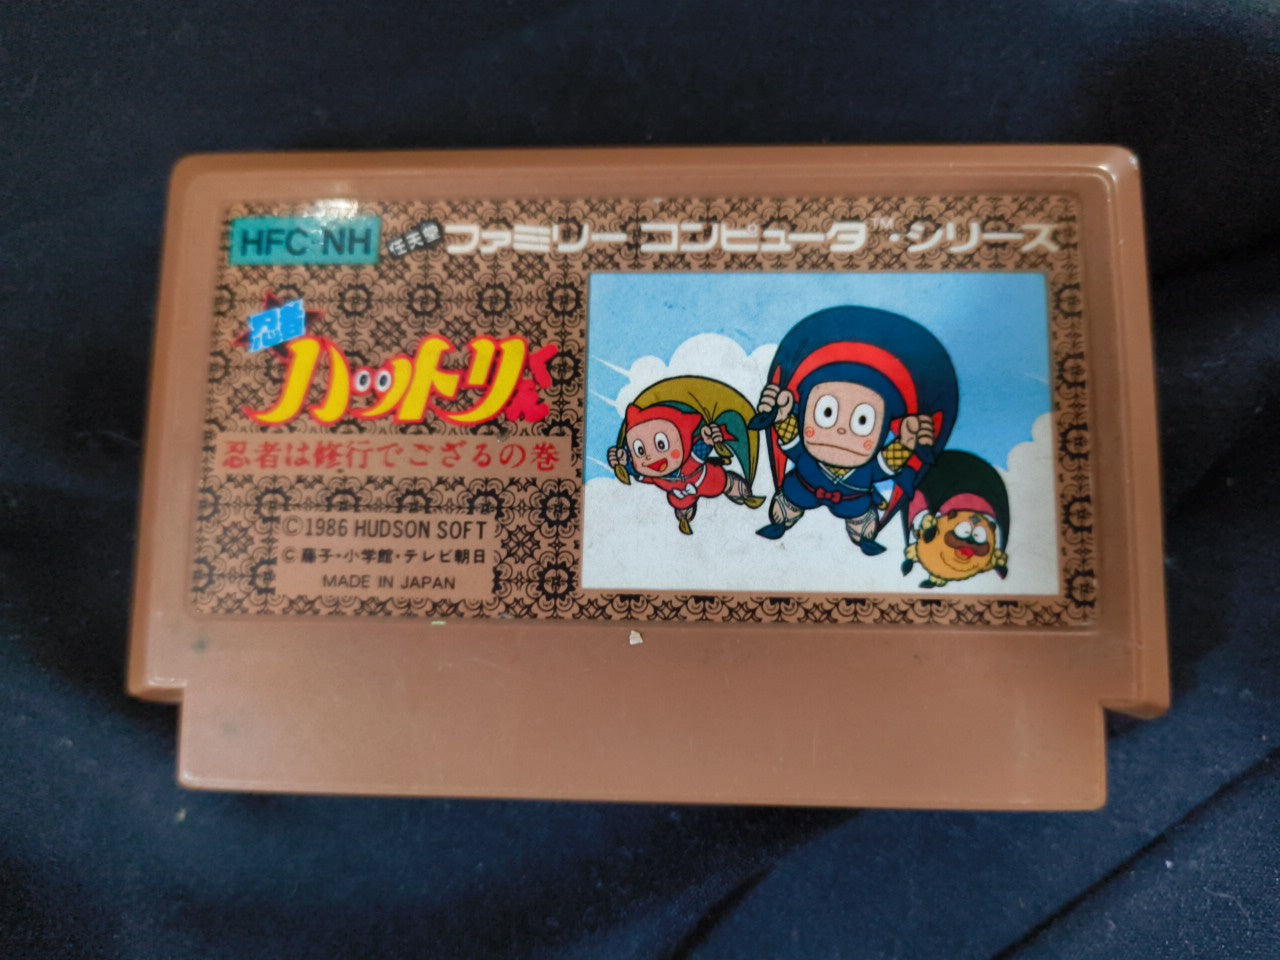 HFC-NH
任天堂 ファミリーコンピュータ™・シリーズ
忍者
ハットリくん
忍者は修行でござるの巻
©1986 HUDSON SOFT
© 藤子・小学館・テレビ朝日
MADE IN JAPAN